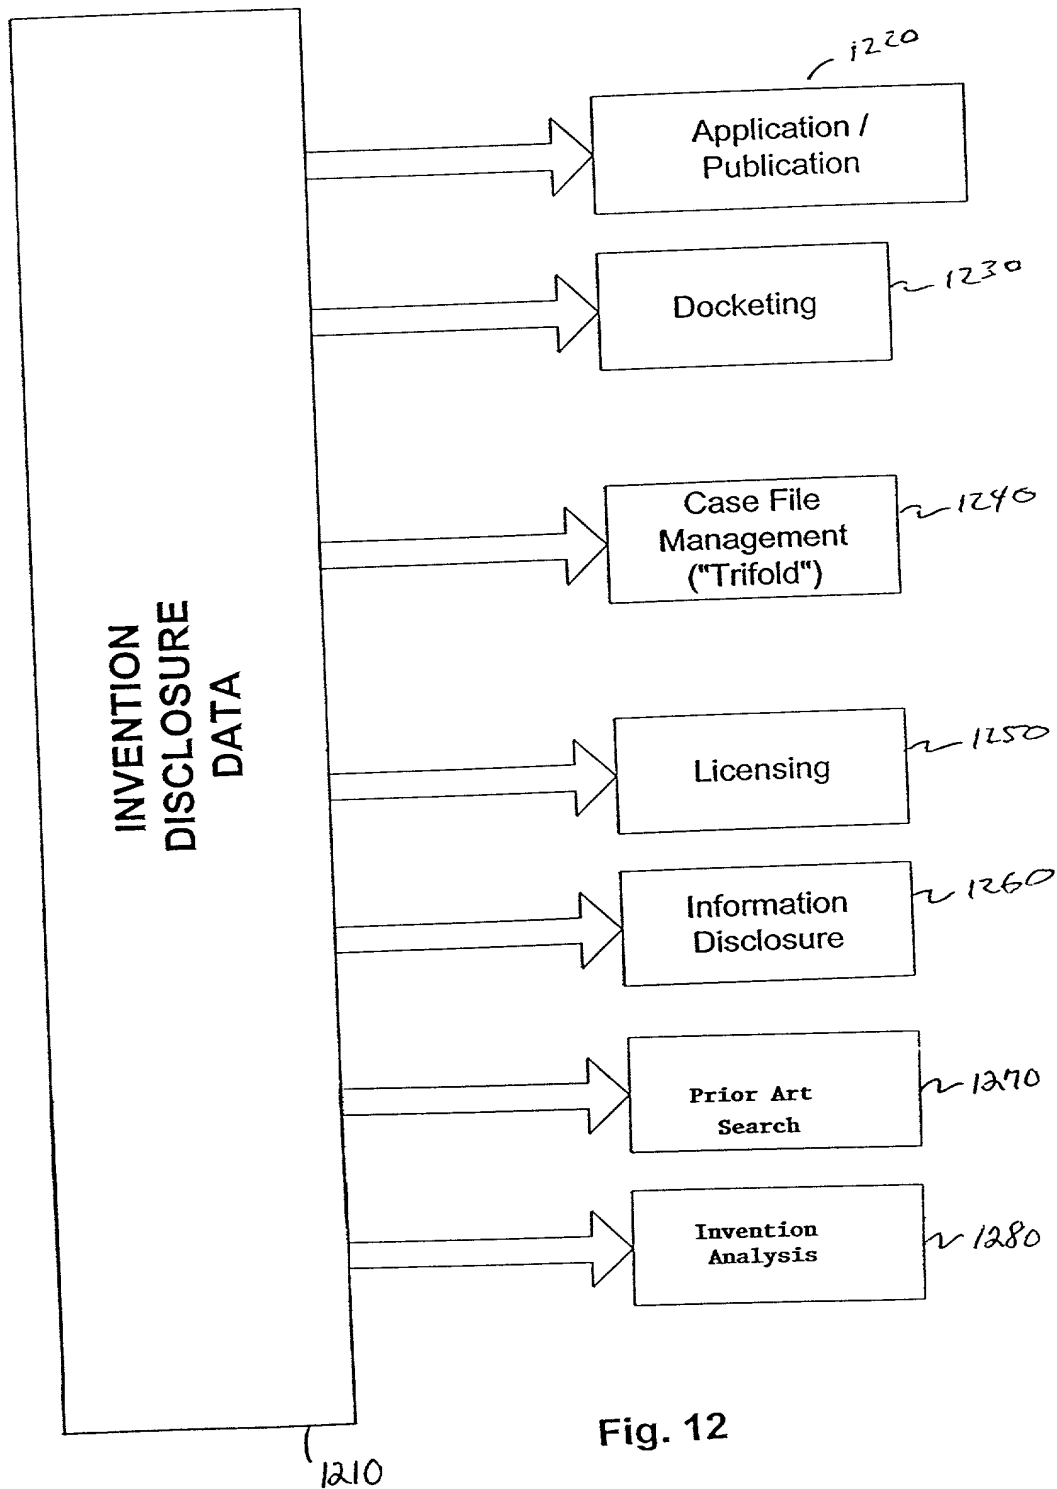 1220
Application /
Publication
1230
Docketing
1240
Case File
Management
("Trifold")
INVENTION
DISCLOSURE
DATA
1250
Licensing
1260
Information
Disclosure
1270
Prior Art
Search
1280
Invention
Analysis
Fig. 12
1210